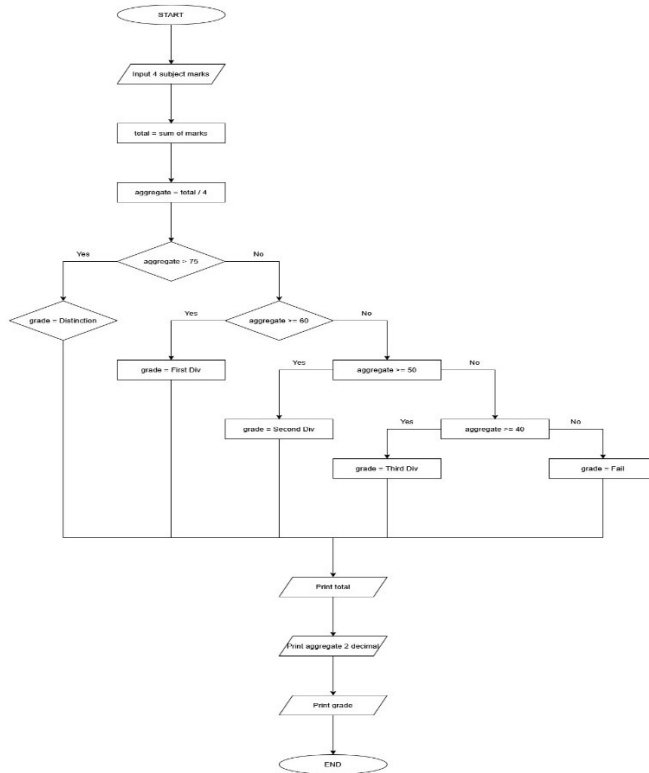 START
Input 4 subject marks
total = sum of marks
aggregate = total / 4
aggregate > 75
Yes
No
grade = Distinction
aggregate >= 60
Yes
No
grade = First Div
aggregate >= 50
Yes
No
grade = Second Div
aggregate >= 40
Yes
No
grade = Third Div
grade = Fail
Print total
Print aggregate 2 decimal
Print grade
END